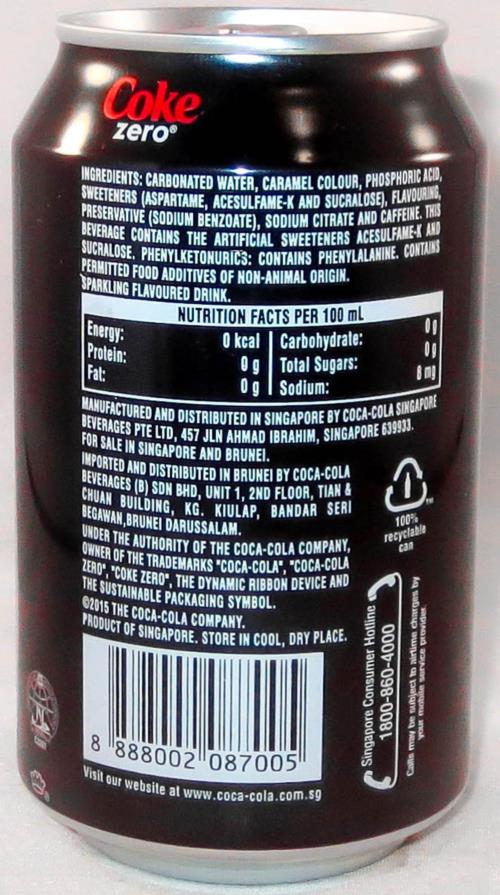 Coke
zero®
INGREDIENTS: CARBONATED WATER, CARAMEL COLOUR, PHOSPHORIC ACID,
SWEETENERS (ASPARTAME, ACESULFAME-K AND SUCRALOSE), FLAVOURING,
PRESERVATIVE (SODIUM BENZOATE), SODIUM CITRATE AND CAFFEINE. THIS
BEVERAGE CONTAINS THE ARTIFICIAL SWEETENERS ACESULFAME-K AND
SUCRALOSE. PHENYLKETONURICS: CONTAINS PHENYLALANINE. CONTAINS
PERMITTED FOOD ADDITIVES OF NON-ANIMAL ORIGIN.
SPARKLING FLAVOURED DRINK.
NUTRITION FACTS PER 100 mL
Energy: 0 kcal Carbohydrate: 0 g
Protein: 0 g Total Sugars: 0 g
Fat: 0 g Sodium: 8 mg
MANUFACTURED AND DISTRIBUTED IN SINGAPORE BY COCA-COLA SINGAPORE
BEVERAGES PTE LTD, 457 JLN AHMAD IBRAHIM, SINGAPORE 639933.
FOR SALE IN SINGAPORE AND BRUNEI.
IMPORTED AND DISTRIBUTED IN BRUNEI BY COCA-COLA
BEVERAGES (B) SDN BHD, UNIT 1, 2ND FLOOR, TIAN &
CHUAN BUILDING, KG. KIULAP, BANDAR SERI
BEGAWAN,BRUNEI DARUSSALAM.
UNDER THE AUTHORITY OF THE COCA-COLA COMPANY,
OWNER OF THE TRADEMARKS "COCA-COLA", "COCA-COLA
ZERO", "COKE ZERO", THE DYNAMIC RIBBON DEVICE AND
THE SUSTAINABLE PACKAGING SYMBOL.
©2015 THE COCA-COLA COMPANY.
PRODUCT OF SINGAPORE. STORE IN COOL, DRY PLACE.
8 888002 087005
Visit our website at www.coca-cola.com.sg
TM
100%
recyclable
can
Singapore Consumer Hotline
1800-860-4000
Calls may be subject to airtime charges by
your mobile service provider.